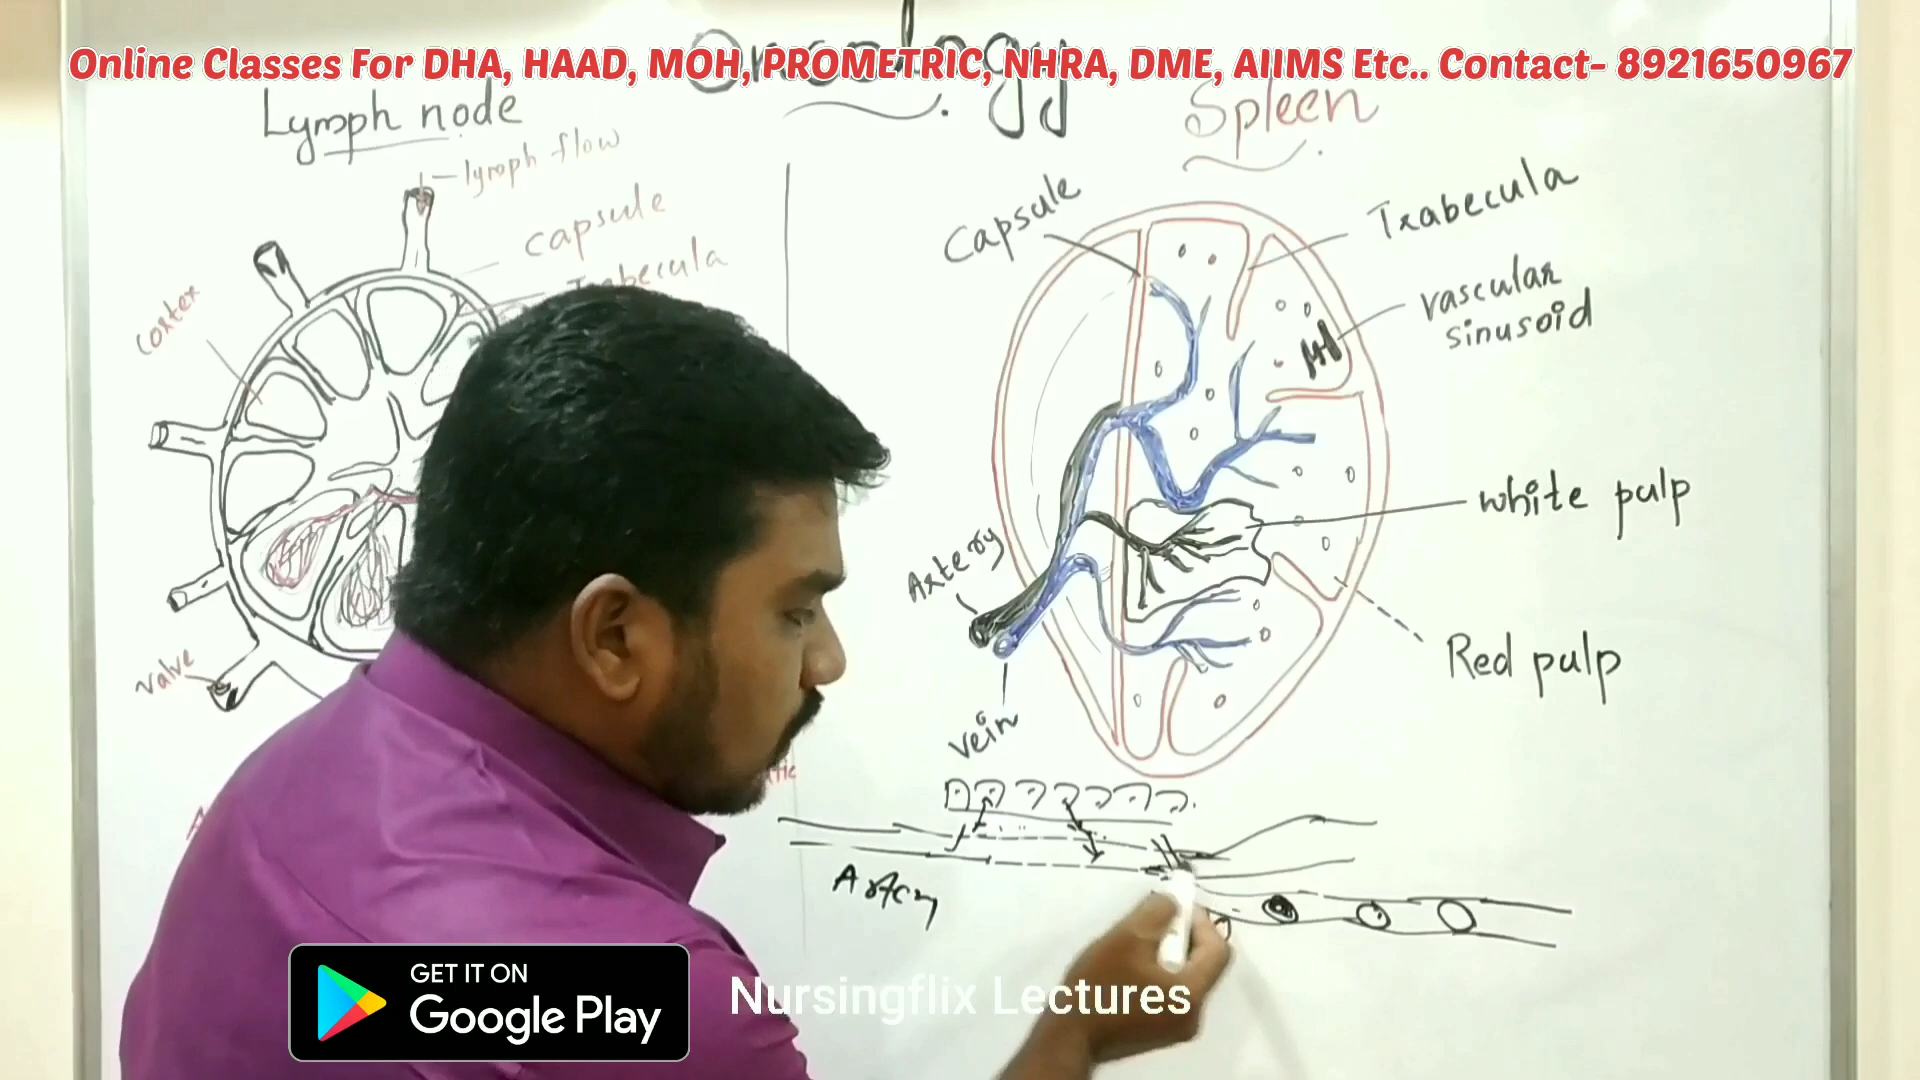 Oncology
Online Classes For DHA, HAAD, MOH, PROMETRIC, NHRA, DME, AIIMS Etc.. Contact- 8921650967
Lymph node
Spleen
lymph flow
capsule
Trabecula
cortex
valve
Capsule
Trabecula
vascular
sinusoid
white pulp
Artery
Red pulp
vein
Artery
GET IT ON
Google Play
Nursingflix Lectures